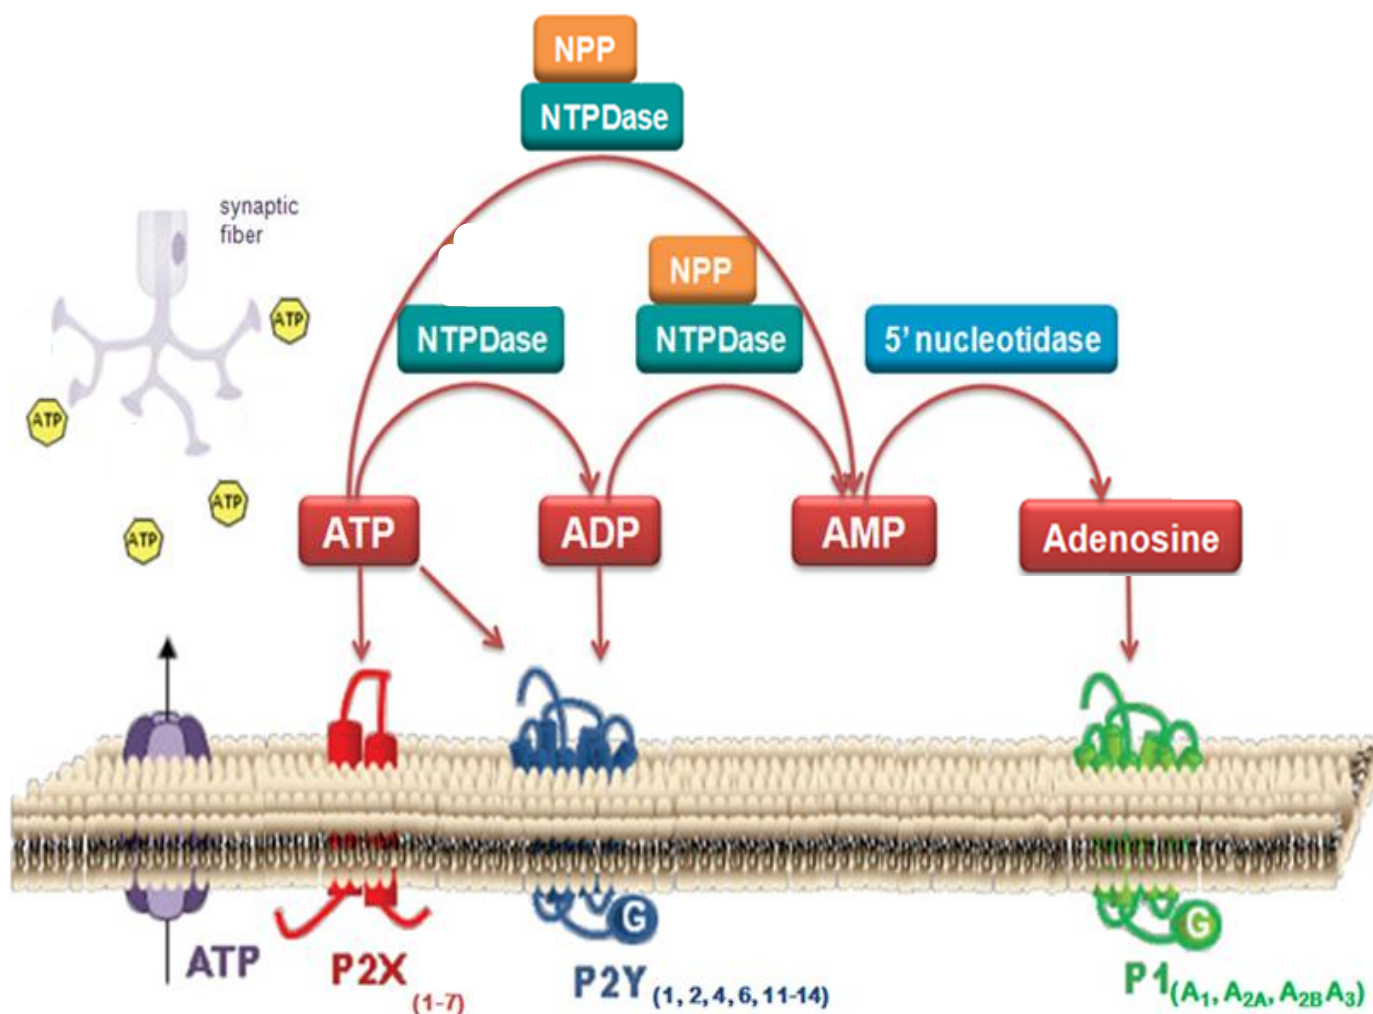 NPP
NTPDase
synaptic
fiber
NPP
NTPDase
NTPDase
5' nucleotidase
ATP
ATP
ATP
ATP
ATP
ADP
AMP
Adenosine
G
G
ATP
P2X (1-7)
P2Y (1, 2, 4, 6, 11-14)
P1 (A1, A2A, A2B A3)